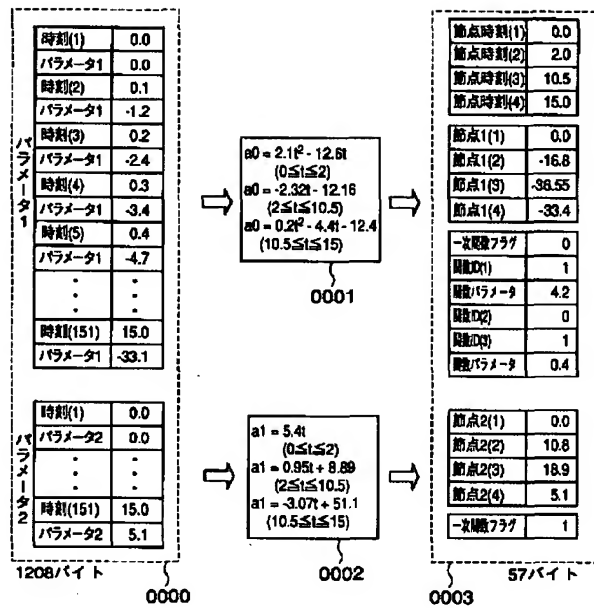 パラメータ1
時刻(1) 0.0
パラメータ1 0.0
時刻(2) 0.1
パラメータ1 -1.2
時刻(3) 0.2
パラメータ1 -2.4
時刻(4) 0.3
パラメータ1 -3.4
時刻(5) 0.4
パラメータ1 -4.7
時刻(151) 15.0
パラメータ1 -33.1
パラメータ2
時刻(1) 0.0
パラメータ2 0.0
時刻(151) 15.0
パラメータ2 5.1
1208バイト
0000
a0 = 2.1t² - 12.6t
(0≦t≦2)
a0 = -2.32t - 12.16
(2≦t≦10.5)
a0 = 0.2t² - 4.4t - 12.4
(10.5≦t≦15)
0001
a1 = 5.4t
(0≦t≦2)
a1 = 0.95t + 8.89
(2≦t≦10.5)
a1 = -3.07t + 51.1
(10.5≦t≦15)
0002
節点時刻(1) 0.0
節点時刻(2) 2.0
節点時刻(3) 10.5
節点時刻(4) 15.0
節点1(1) 0.0
節点1(2) -16.8
節点1(3) -36.55
節点1(4) -33.4
一次関数フラグ 0
関数ID(1) 1
関数パラメータ 4.2
関数ID(2) 0
関数ID(3) 1
関数パラメータ 0.4
節点2(1) 0.0
節点2(2) 10.8
節点2(3) 18.9
節点2(4) 5.1
一次関数フラグ 1
0003
57バイト